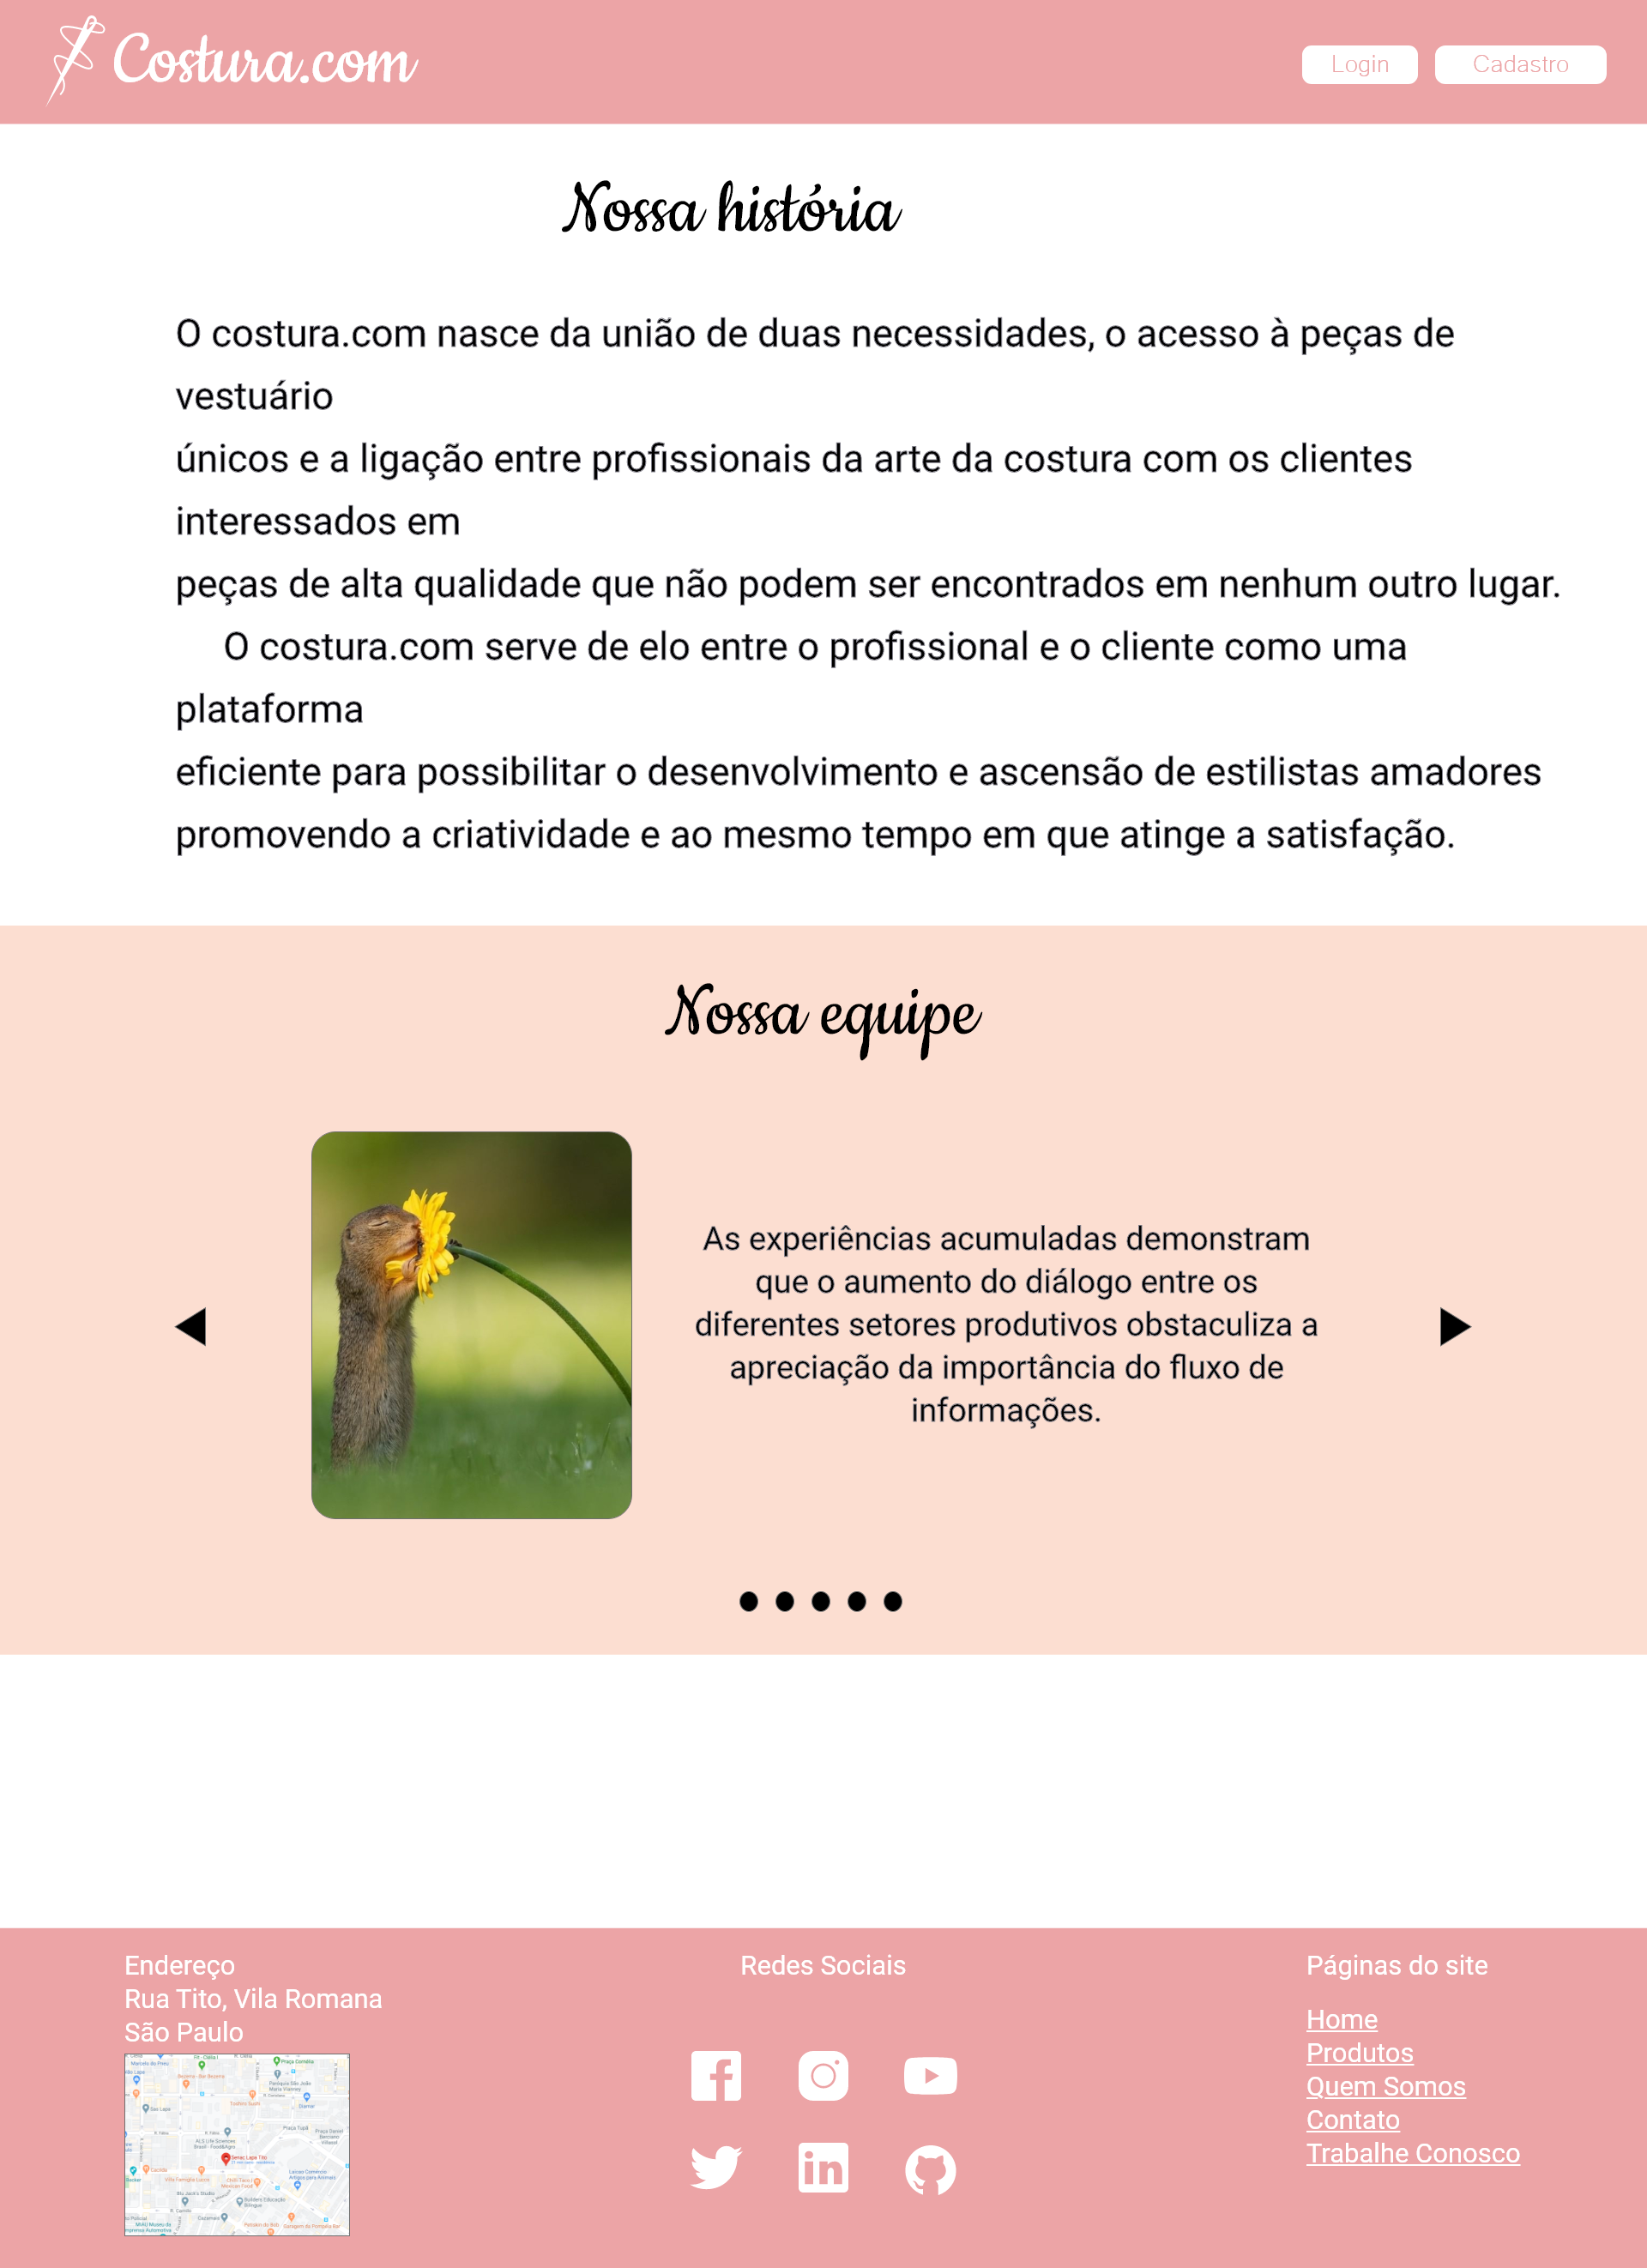 Costura.com
Login
Cadastro
Nossa história
O costura.com nasce da união de duas necessidades, o acesso à peças de
vestuário
únicos e a ligação entre profissionais da arte da costura com os clientes
interessados em
peças de alta qualidade que não podem ser encontrados em nenhum outro lugar.
O costura.com serve de elo entre o profissional e o cliente como uma
plataforma
eficiente para possibilitar o desenvolvimento e ascensão de estilistas amadores
promovendo a criatividade e ao mesmo tempo em que atinge a satisfação.
Nossa equipe
As experiências acumuladas demonstram
que o aumento do diálogo entre os
diferentes setores produtivos obstaculiza a
apreciação da importância do fluxo de
informações.
Endereço
Rua Tito, Vila Romana
São Paulo
Praça Cornélia
Senac Lapa Tito
Redes Sociais
in
Páginas do site
Home
Produtos
Quem Somos
Contato
Trabalhe Conosco